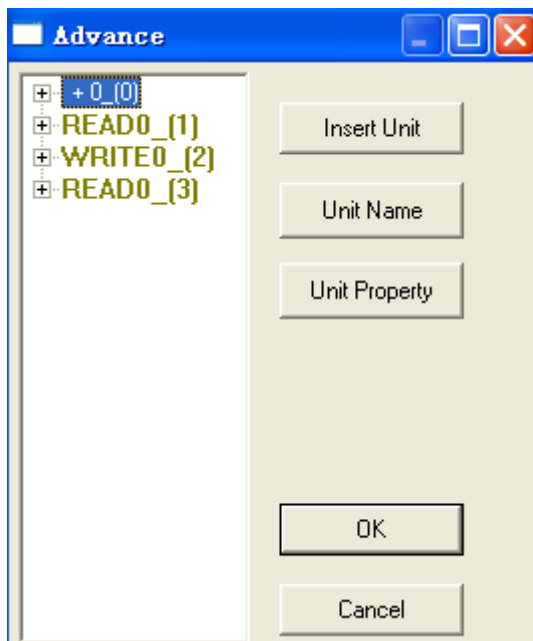 Advance
+ 0_(0)
READ0_(1)
WRITE0_(2)
READ0_(3)
Insert Unit
Unit Name
Unit Property
OK
Cancel